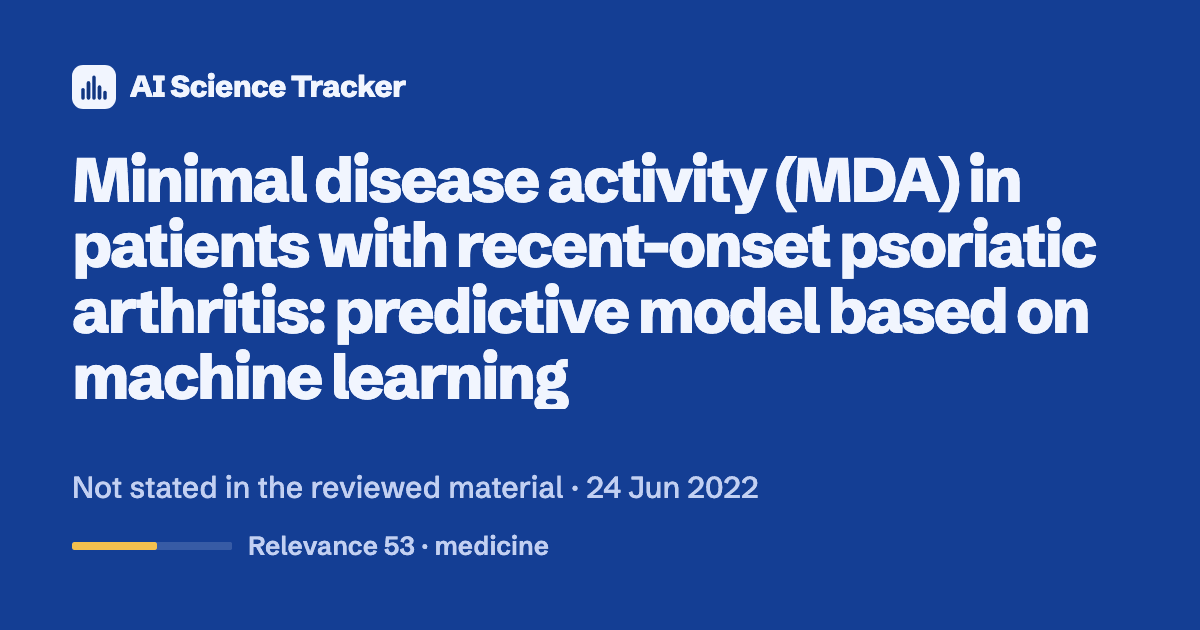 AI Science Tracker
Minimal disease activity (MDA) in
patients with recent-onset psoriatic
arthritis: predictive model based on
machine learning
Not stated in the reviewed material · 24 Jun 2022
Relevance 53 · medicine